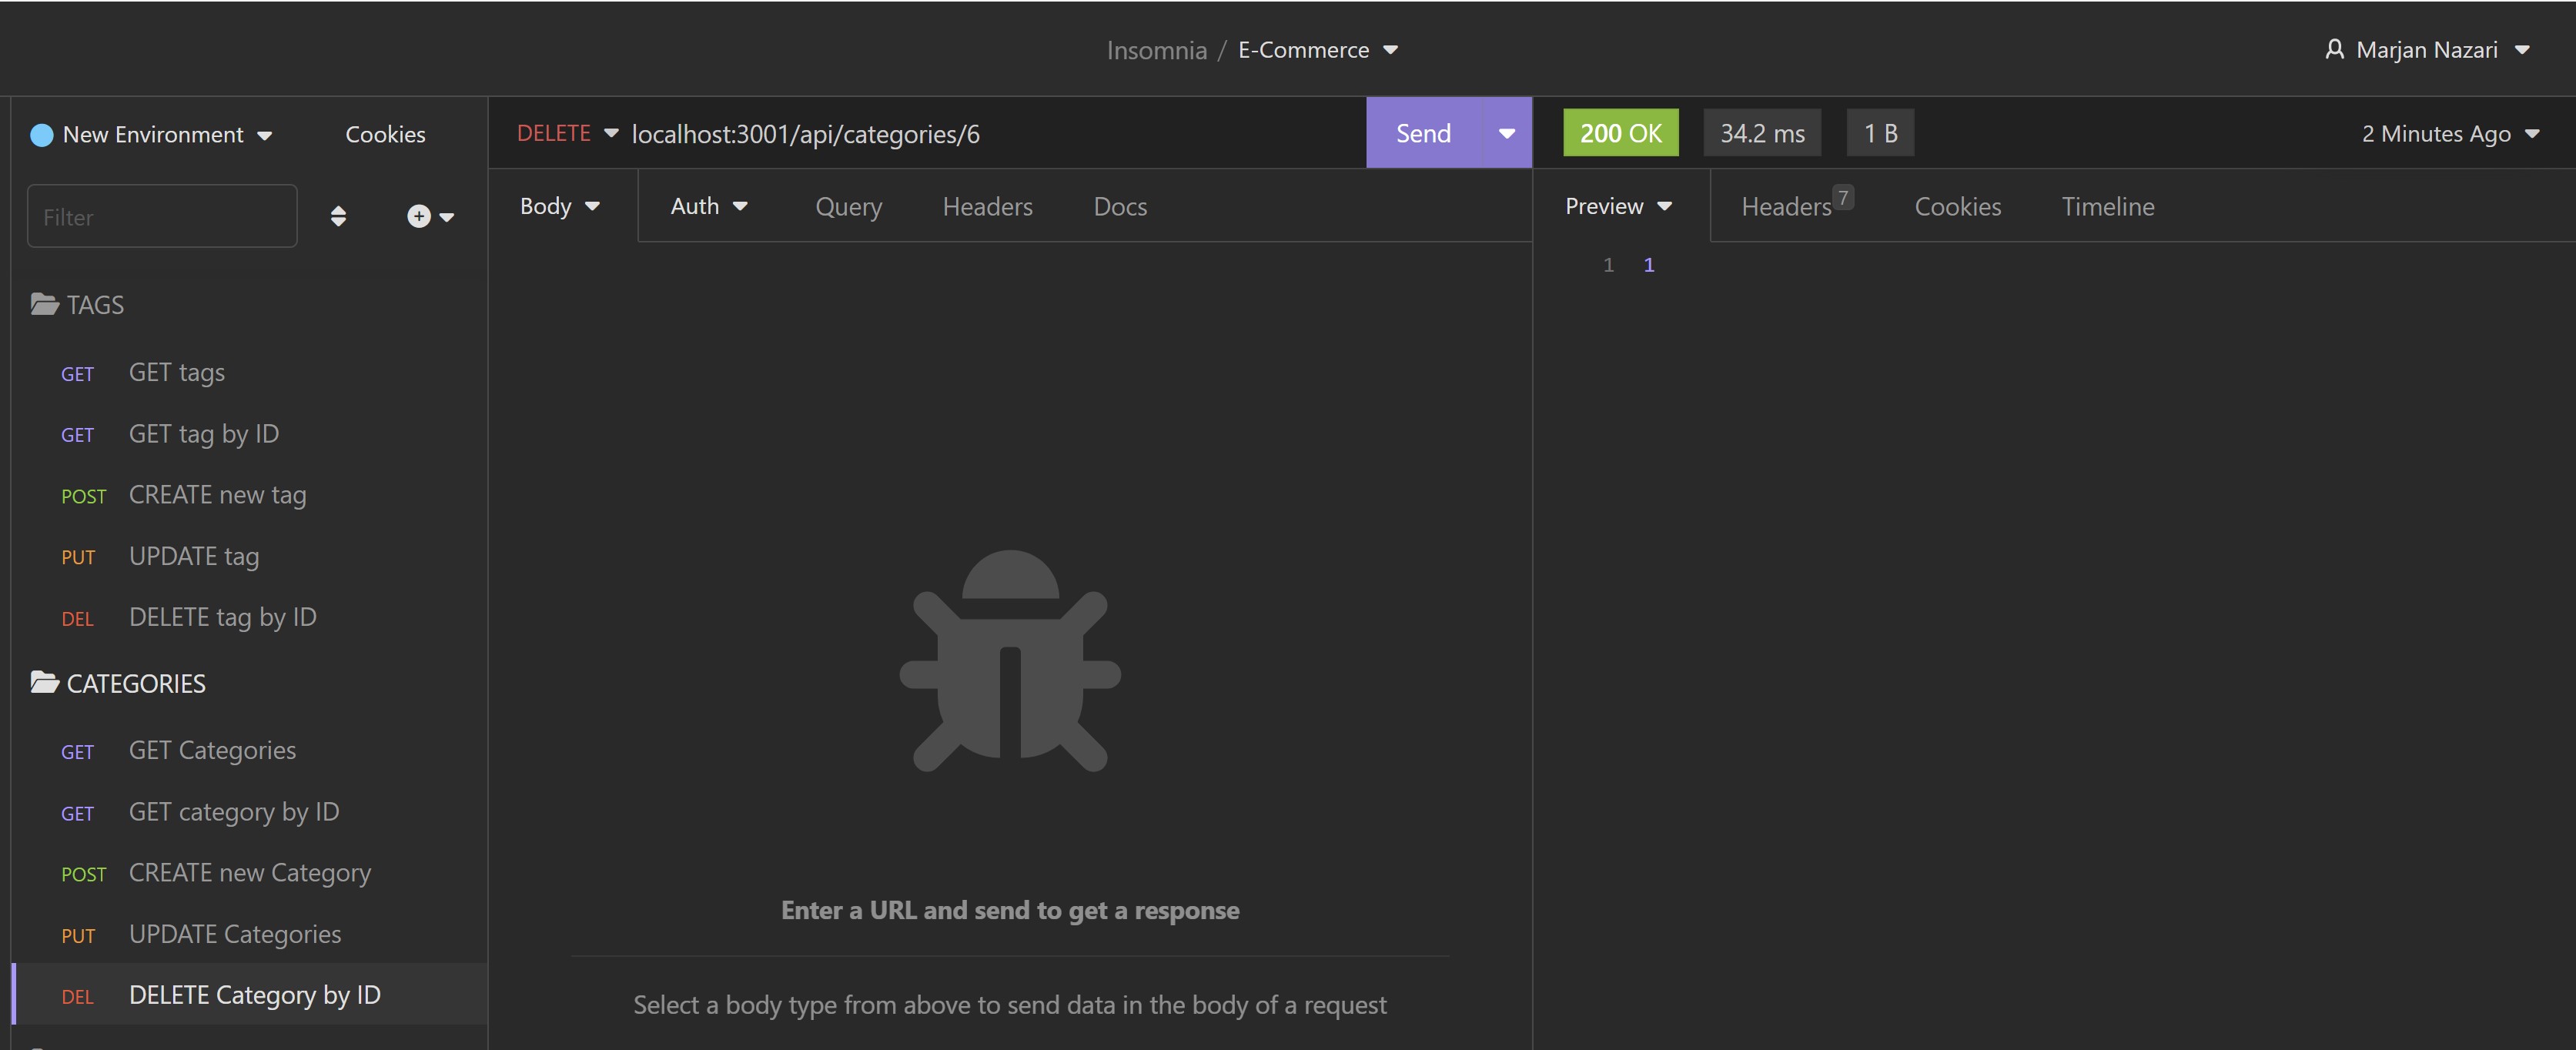 Insomnia / E-Commerce
Marjan Nazari
New Environment
Cookies
Filter
TAGS
GET GET tags
GET GET tag by ID
POST CREATE new tag
PUT UPDATE tag
DEL DELETE tag by ID
CATEGORIES
GET GET Categories
GET GET category by ID
POST CREATE new Category
PUT UPDATE Categories
DEL DELETE Category by ID
DELETE localhost:3001/api/categories/6 Send
Body Auth Query Headers Docs
Enter a URL and send to get a response
Select a body type from above to send data in the body of a request
200 OK 34.2 ms 1 B 2 Minutes Ago
Preview Headers 7 Cookies Timeline
1 1